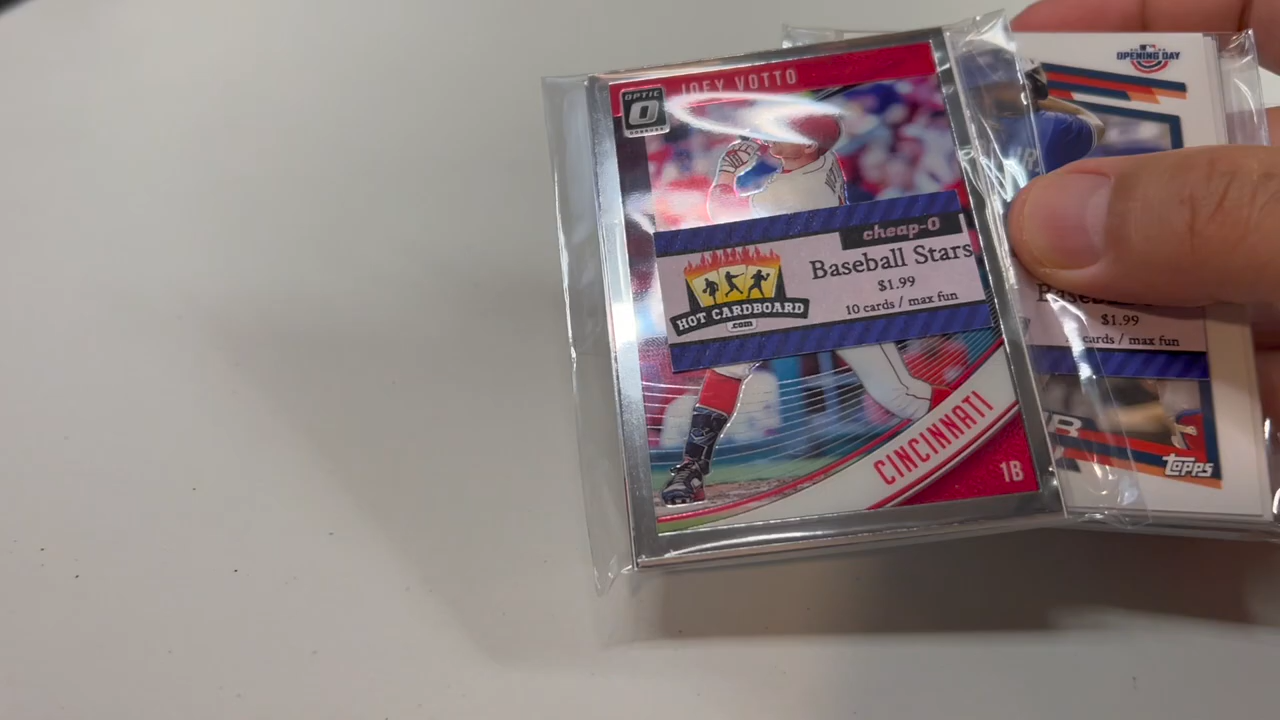 JOEY VOTTO
OPTIC
O
DONRUSS
cheap-O
Baseball Stars
$1.99
10 cards / max fun
HOT CARDBOARD
.com
CINCINNATI
1B
OPENING DAY
$1.99
cards / max fun
Topps